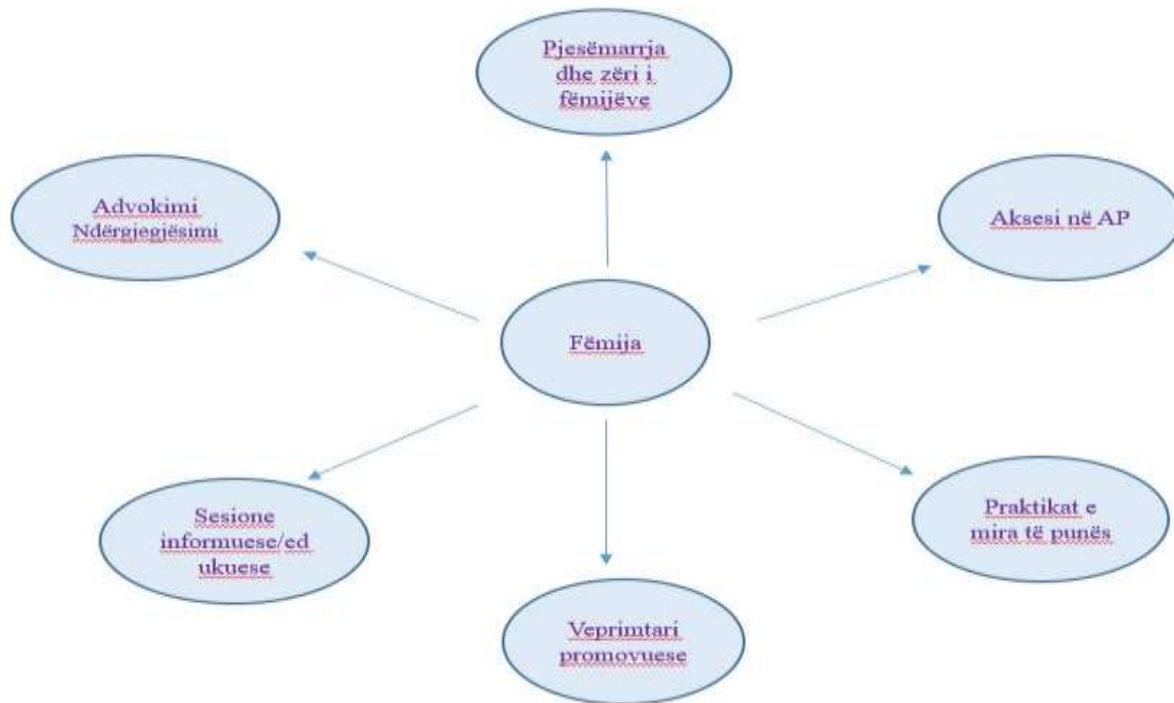 Pjesëmarrja
dhe zëri i
fëmijëve
Advokimi
Ndërgjegjësimi
Aksesi në AP
Fëmija
Sesione
informuese/ed
ukuese
Praktikat e
mira të punës
Veprimtari
promovuese